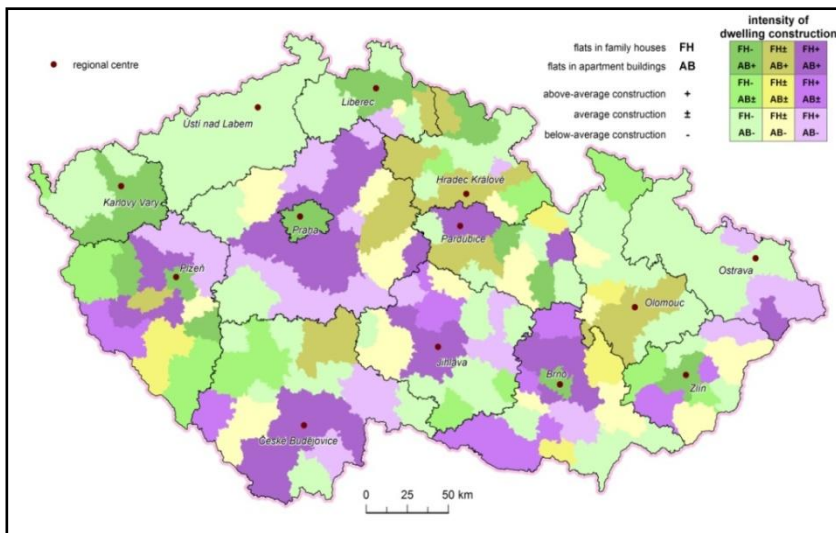 intensity of
dwelling construction
flats in family houses FH
flats in apartment buildings AB
above-average construction +
average construction ±
below-average construction -
FH- FH± FH+
AB+ AB+ AB+
FH- FH± FH+
AB± AB± AB±
FH- FH± FH+
AB- AB- AB-
regional centre
Liberec
Ústí nad Labem
Karlovy Vary
Hradec Králové
Praha
Pardubice
Plzeň
Ostrava
Olomouc
Jihlava
Brno
Zlín
České Budějovice
0 25 50 km